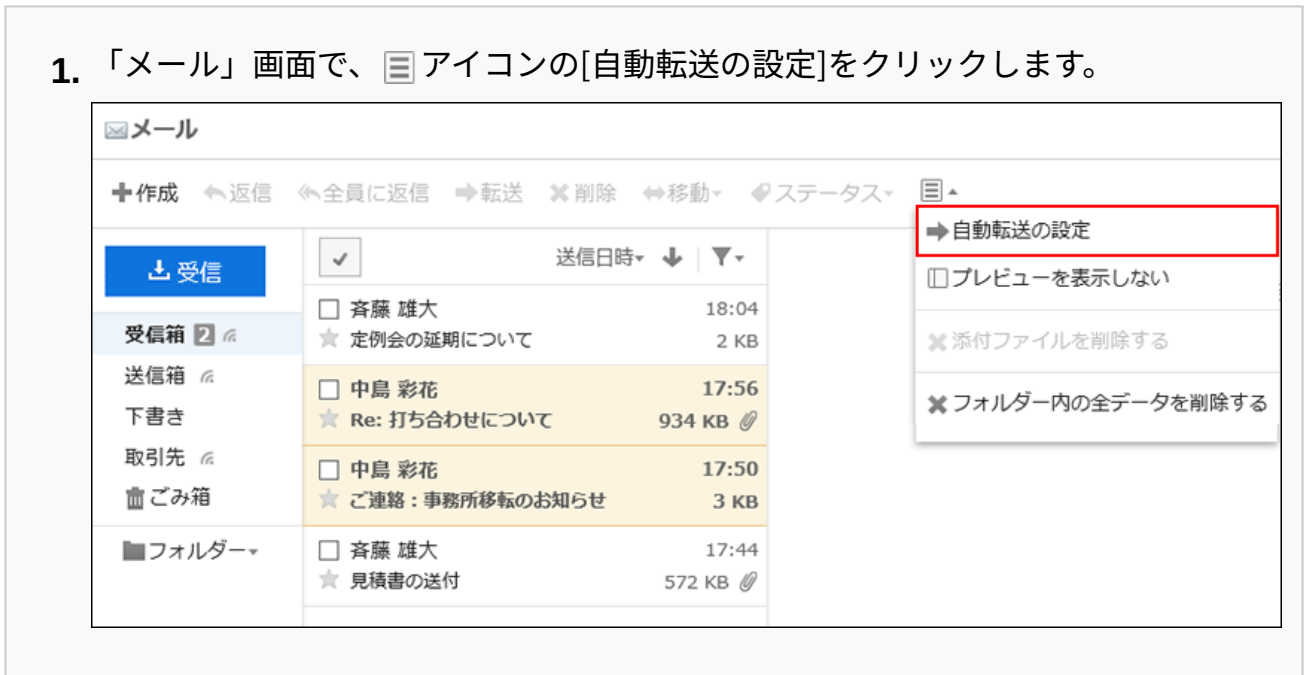 1. 「メール」画面で、アイコンの[自動転送の設定]をクリックします。
メール
作成 返信 全員に返信 転送 削除 移動 ステータス
自動転送の設定
プレビューを表示しない
添付ファイルを削除する
フォルダー内の全データを削除する
受信
受信箱 2
送信箱
下書き
取引先
ごみ箱
フォルダー
送信日時
斉藤 雄大 18:04
定例会の延期について 2 KB
中島 彩花 17:56
Re: 打ち合わせについて 934 KB
中島 彩花 17:50
ご連絡：事務所移転のお知らせ 3 KB
斉藤 雄大 17:44
見積書の送付 572 KB